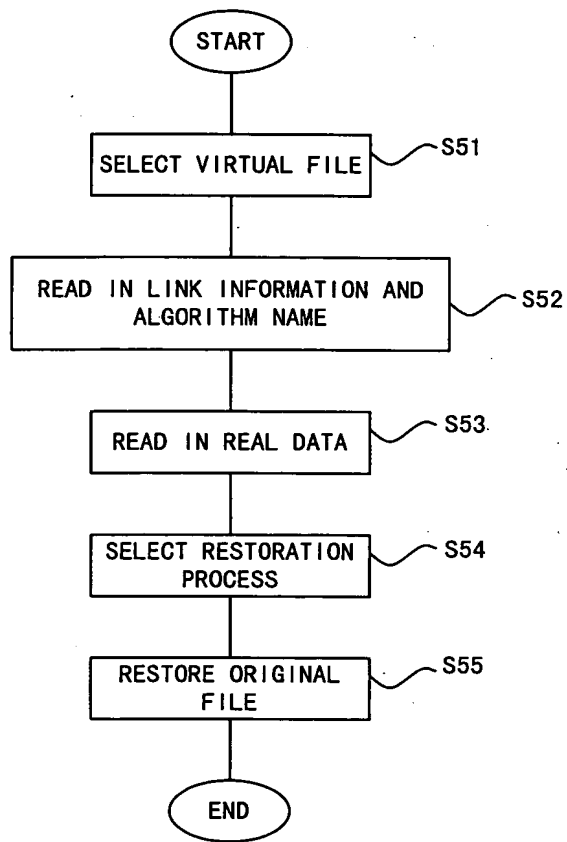 START
SELECT VIRTUAL FILE
S51
READ IN LINK INFORMATION AND
ALGORITHM NAME
S52
READ IN REAL DATA
S53
SELECT RESTORATION
PROCESS
S54
RESTORE ORIGINAL
FILE
S55
END